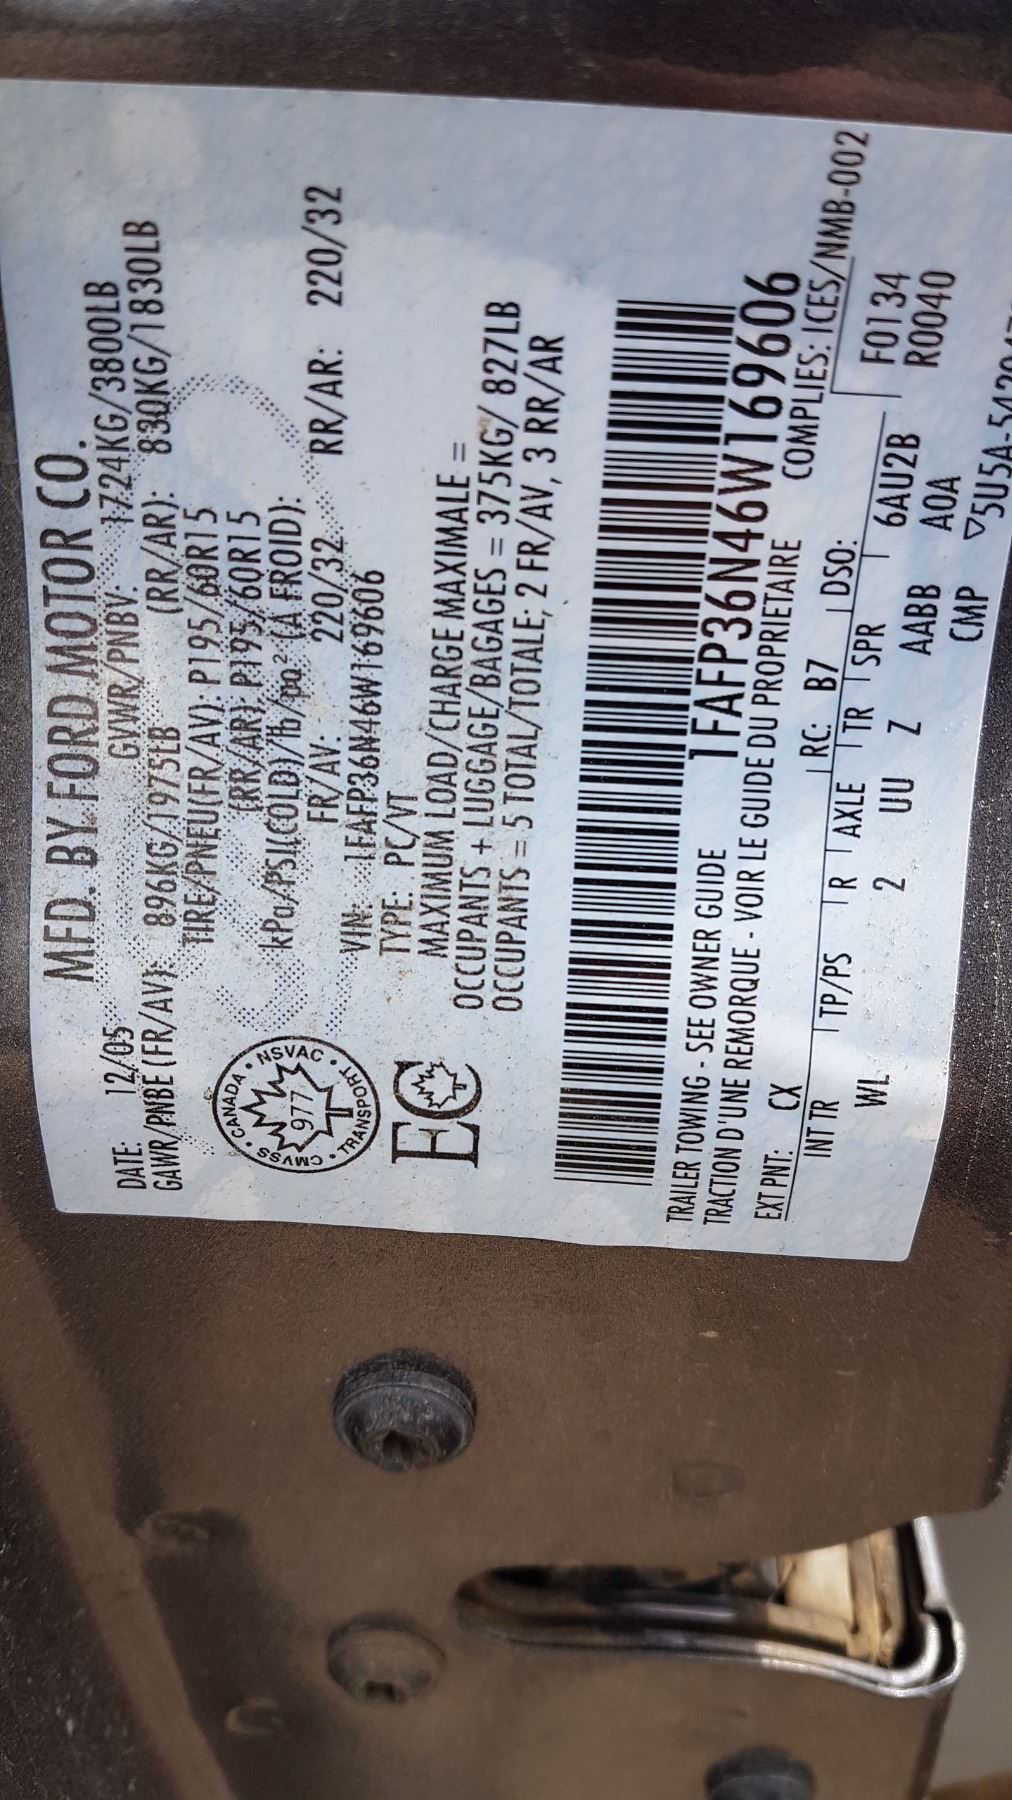 MFD. BY FORD MOTOR CO.
DATE: 12/05 GVWR/PNBV: 1724KG/3800LB
GAWR/PNBE (FR/AV): 896KG/1975LB (RR/AR): 830KG/1830LB
TIRE/PNEU(FR/AV): P195/60R15
(RR/AR): P195/60R15
kPa/PSI(COLD)/lb/po² (À FROID):
FR/AV: 220/32 RR/AR: 220/32
VIN: 1FAFP36N46W169606
TYPE: PC/VT
CANADA • NSVAC • TRANSPORT • CMVSS •
977
EC
MAXIMUM LOAD/CHARGE MAXIMALE =
OCCUPANTS + LUGGAGE/BAGAGES = 375KG/ 827LB
OCCUPANTS = 5 TOTAL/TOTALE; 2 FR/AV, 3 RR/AR
1FAFP36N46W169606
TRAILER TOWING - SEE OWNER GUIDE
TRACTION D'UNE REMORQUE - VOIR LE GUIDE DU PROPRIETAIRE COMPLIES: ICES/NMB-002
EXT PNT: CX RC: B7 DSO: F0134
INT TR TP/PS R AXLE TR SPR 6AU2B R0040
WL 2 UU Z AABB A0A
CMP